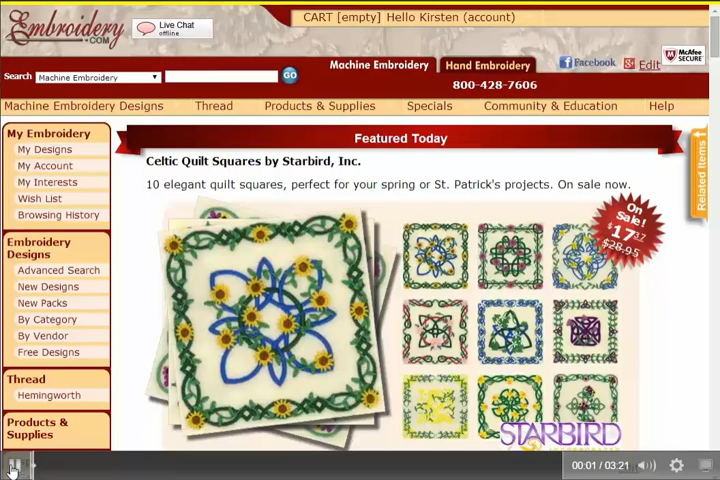 Embroidery
.COM
Live Chat
offline
CART [empty] Hello Kirsten (account)
Search
Machine Embroidery
GO
Machine Embroidery
Hand Embroidery
Facebook
Edit
McAfee
SECURE
800-428-7606
Machine Embroidery Designs
Thread
Products & Supplies
Specials
Community & Education
Help
My Embroidery
My Designs
My Account
My Interests
Wish List
Browsing History
Embroidery
Designs
Advanced Search
New Designs
New Packs
By Category
By Vendor
Free Designs
Thread
Hemingworth
Products &
Supplies
Featured Today
Celtic Quilt Squares by Starbird, Inc.
10 elegant quilt squares, perfect for your spring or St. Patrick's projects. On sale now.
On
Sale!
$17.37
$28.95
Related Items
STARBIRD
00:01 / 03:21